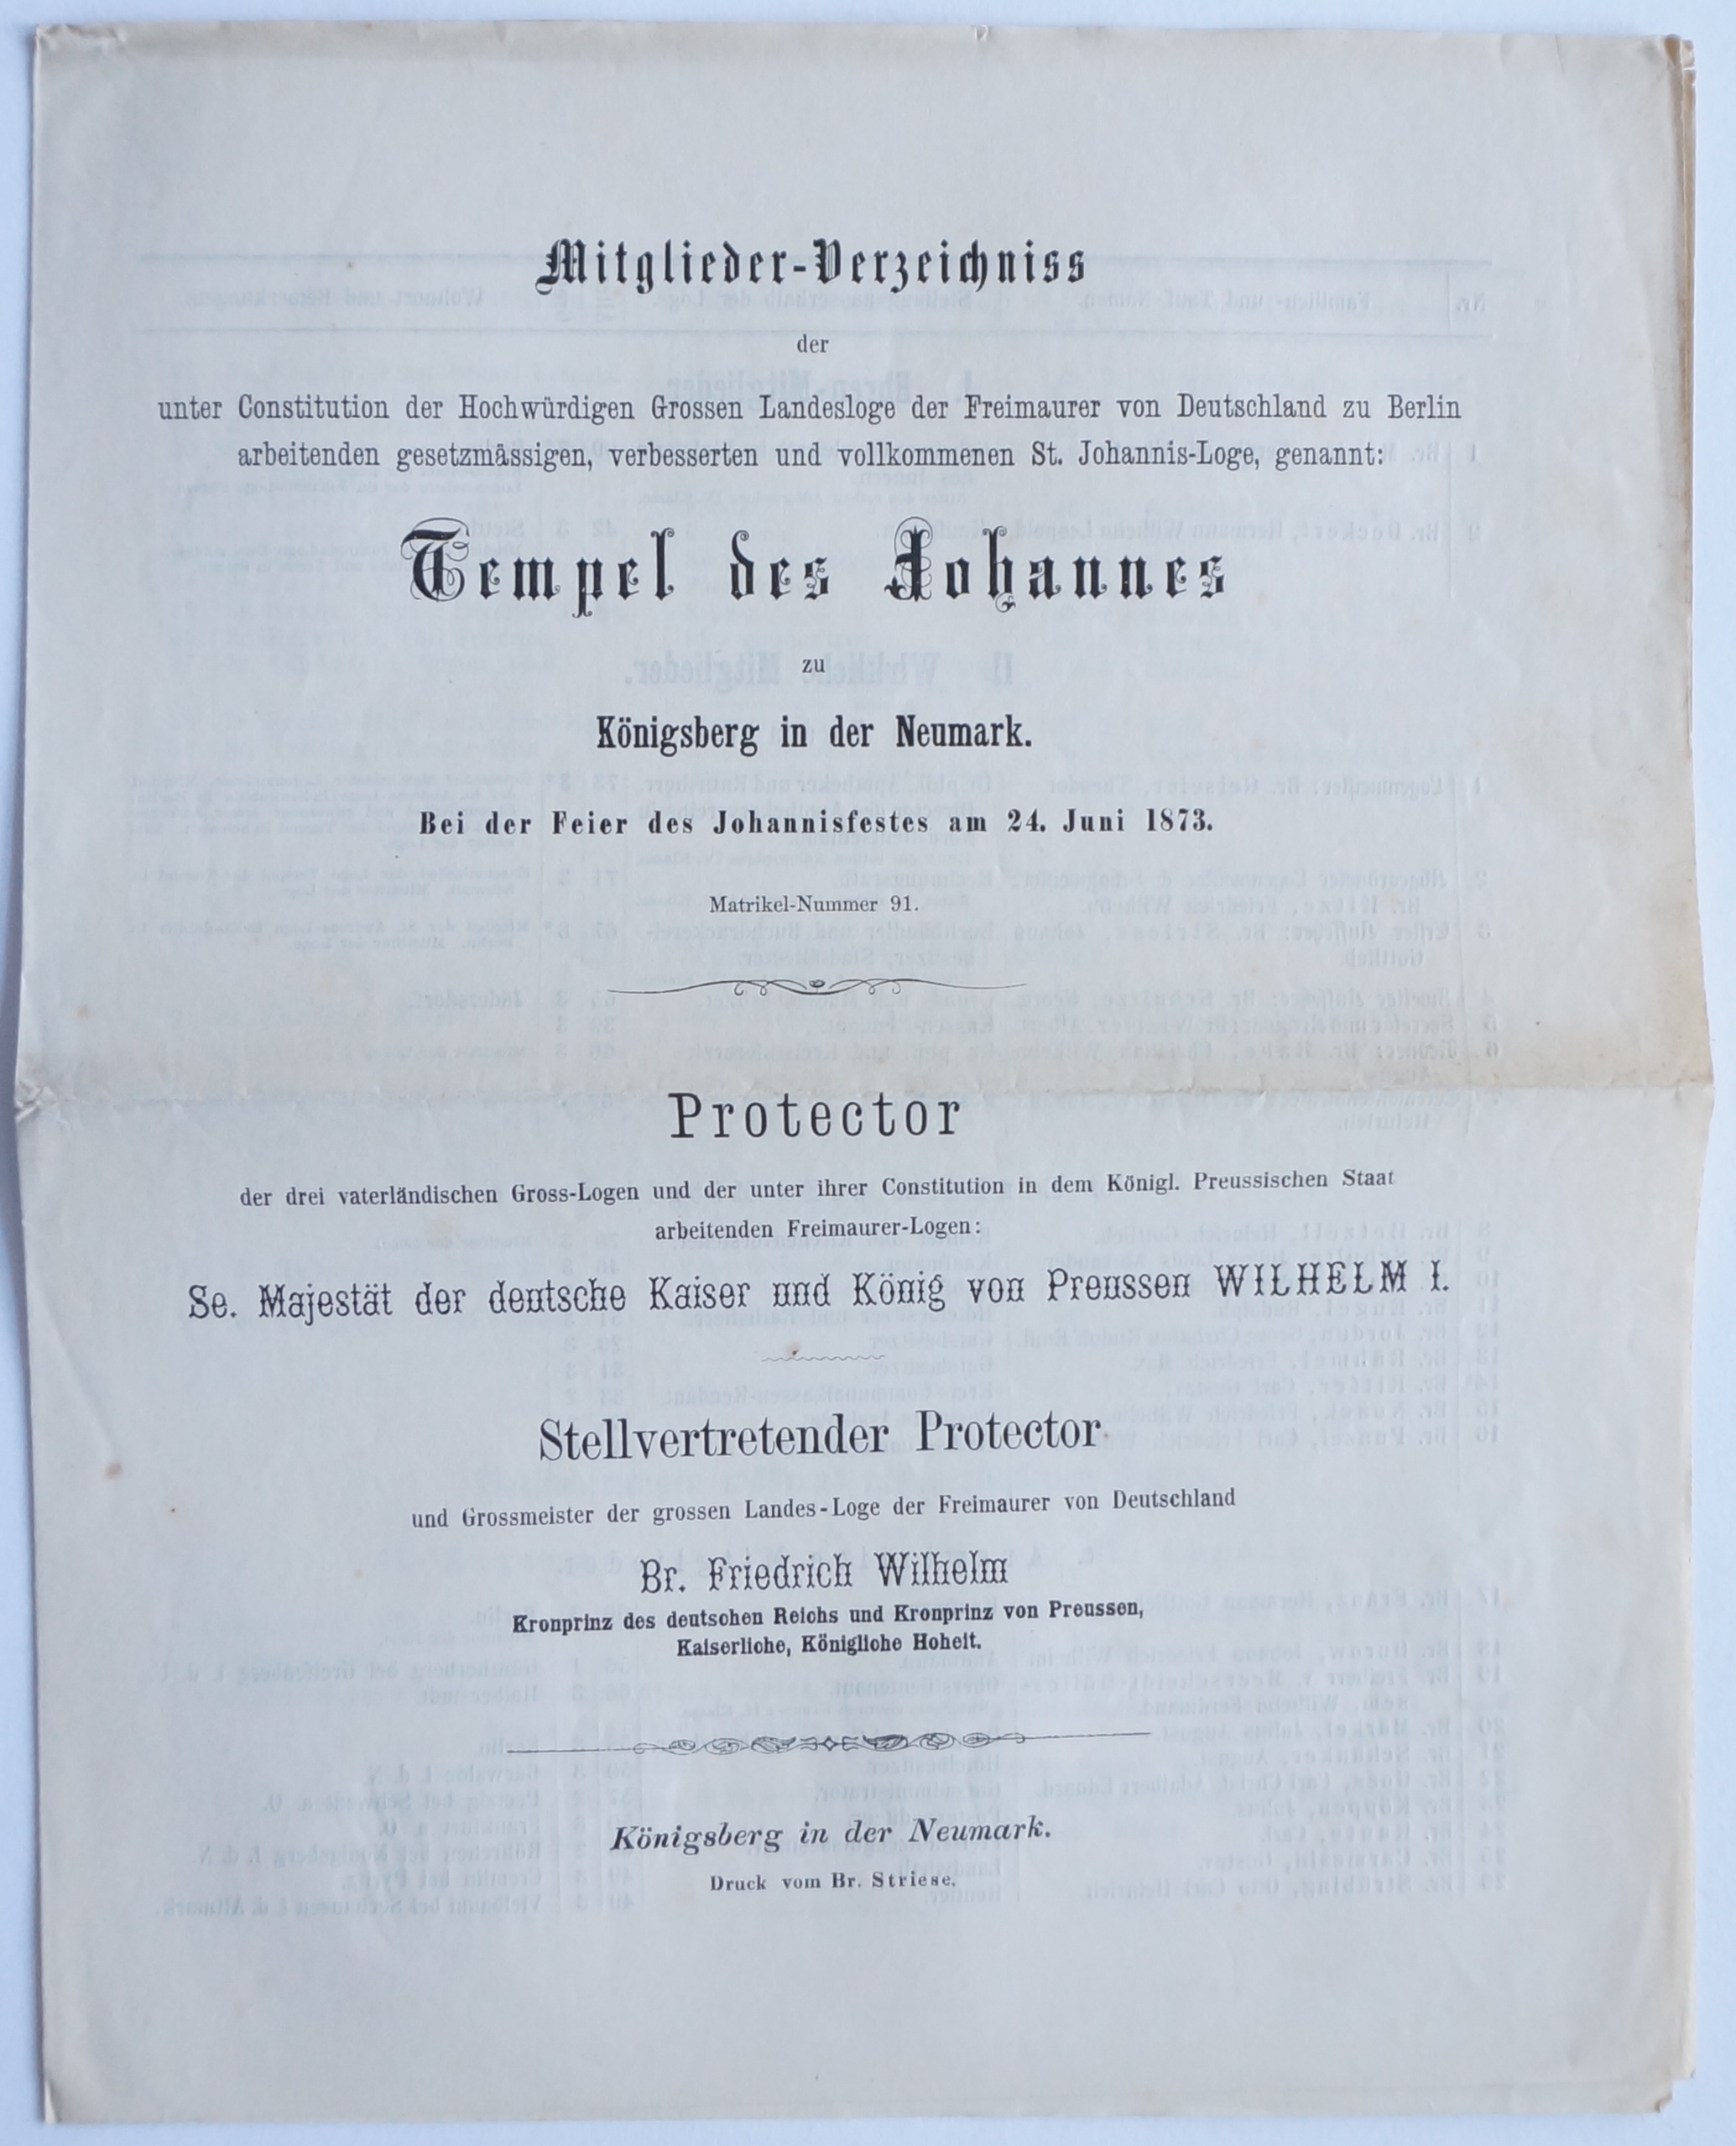 Mitglieder-Verzeichniss
der
unter Constitution der Hochwürdigen Grossen Landesloge der Freimaurer von Deutschland zu Berlin
arbeitenden gesetzmässigen, verbesserten und vollkommenen St. Johannis-Loge, genannt:
Tempel des Johannes
zu
Königsberg in der Neumark.
Bei der Feier des Johannisfestes am 24. Juni 1873.
Matrikel-Nummer 91.
Protector
der drei vaterländischen Gross-Logen und der unter ihrer Constitution in dem Königl. Preussischen Staat
arbeitenden Freimaurer-Logen:
Se. Majestät der deutsche Kaiser und König von Preussen WILHELM I.
Stellvertretender Protector
und Grossmeister der grossen Landes-Loge der Freimaurer von Deutschland
Br. Friedrich Wilhelm
Kronprinz des deutschen Reichs und Kronprinz von Preussen,
Kaiserliche, Königliche Hoheit.
Königsberg in der Neumark.
Druck vom Br. Striese.